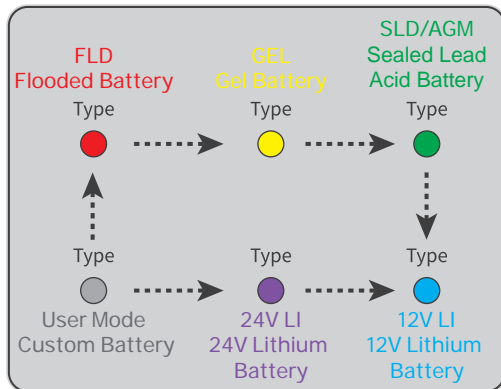 FLD
Flooded Battery
Type
GEL
Gel Battery
Type
SLD/AGM
Sealed Lead
Acid Battery
Type
Type
User Mode
Custom Battery
Type
24V LI
24V Lithium
Battery
Type
12V LI
12V Lithium
Battery